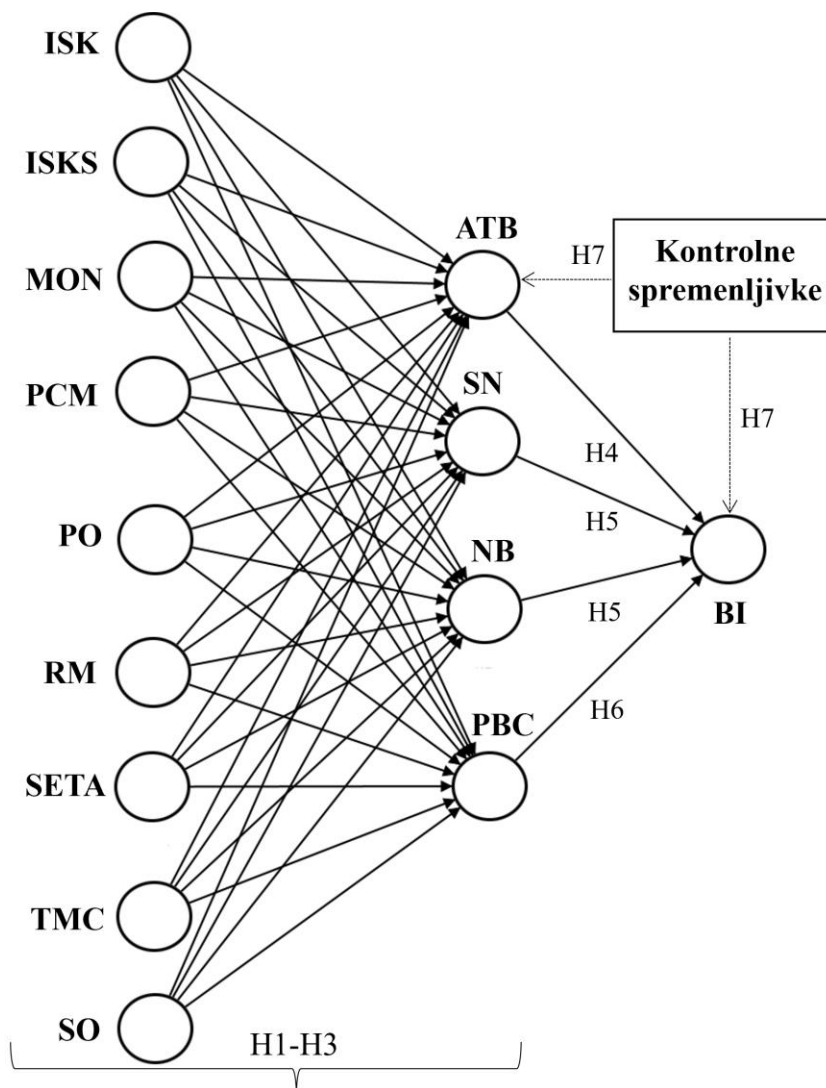 ISK
ISKS
MON
PCM
PO
RM
SETA
TMC
SO
ATB
SN
NB
PBC
H7
Kontrolne
spremenljivke
H7
H4
H5
H5
H6
BI
H1-H3